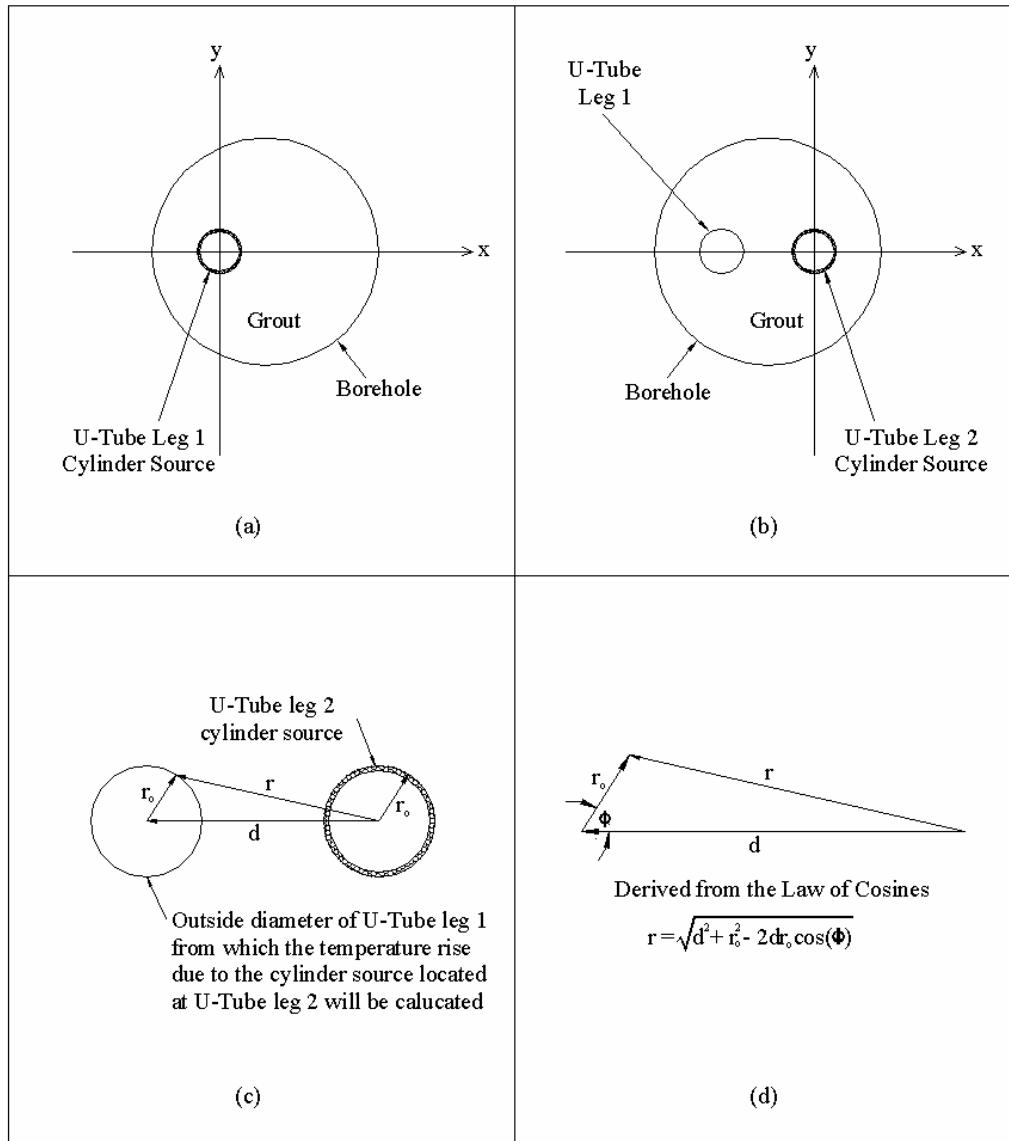 y
x
Grout
Borehole
U-Tube Leg 1
Cylinder Source
(a)
y
U-Tube
Leg 1
x
Grout
Borehole
U-Tube Leg 2
Cylinder Source
(b)
U-Tube leg 2
cylinder source
rₒ
r
rₒ
d
Outside diameter of U-Tube leg 1
from which the temperature rise
due to the cylinder source located
at U-Tube leg 2 will be calucated
(c)
rₒ
r
Φ
d
Derived from the Law of Cosines
r = √d² + rₒ² - 2drₒcos(Φ)
(d)